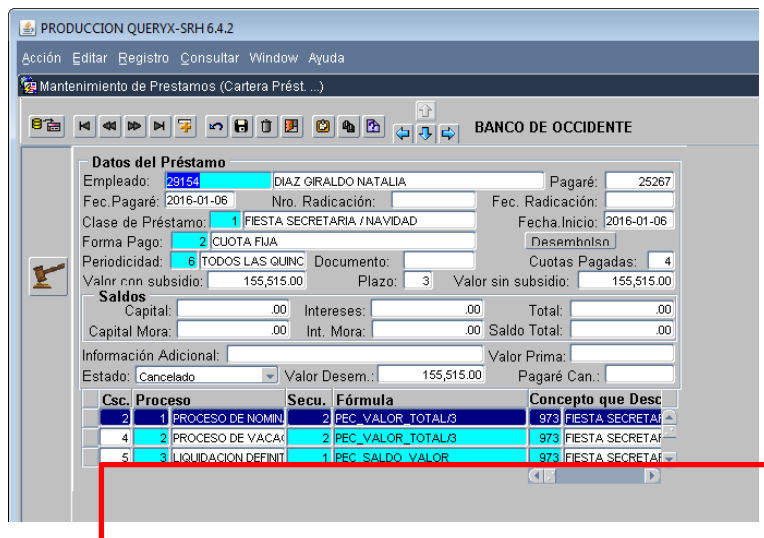 PRODUCCION QUERYX-SRH 6.4.2
Acción Editar Registro Consultar Window Ayuda
Mantenimiento de Prestamos (Cartera Prést. ...)
BANCO DE OCCIDENTE
Datos del Préstamo
Empleado: 29154 DIAZ GIRALDO NATALIA Pagaré: 25267
Fec.Pagaré: 2016-01-06 Nro. Radicación: Fec. Radicación:
Clase de Préstamo: 1 FIESTA SECRETARIA / NAVIDAD Fecha.Inicio: 2016-01-06
Forma Pago: 2 CUOTA FIJA Desembolso
Periodicidad: 6 TODOS LAS QUINC Documento: Cuotas Pagadas: 4
Valor con subsidio: 155,515.00 Plazo: 3 Valor sin subsidio: 155,515.00
Saldos
Capital: .00 Intereses: .00 Total: .00
Capital Mora: .00 Int. Mora: .00 Saldo Total: .00
Información Adicional: Valor Prima:
Estado: Cancelado Valor Desem.: 155,515.00 Pagaré Can.:
Csc. Proceso Secu. Fórmula Concepto que Desc
2 1 PROCESO DE NOMIN 2 PEC_VALOR_TOTAL/3 973 FIESTA SECRETAR
4 2 PROCESO DE VACAC 2 PEC_VALOR_TOTAL/3 973 FIESTA SECRETAR
5 3 LIQUIDACION DEFINIT 1 PEC_SALDO_VALOR 973 FIESTA SECRETAR